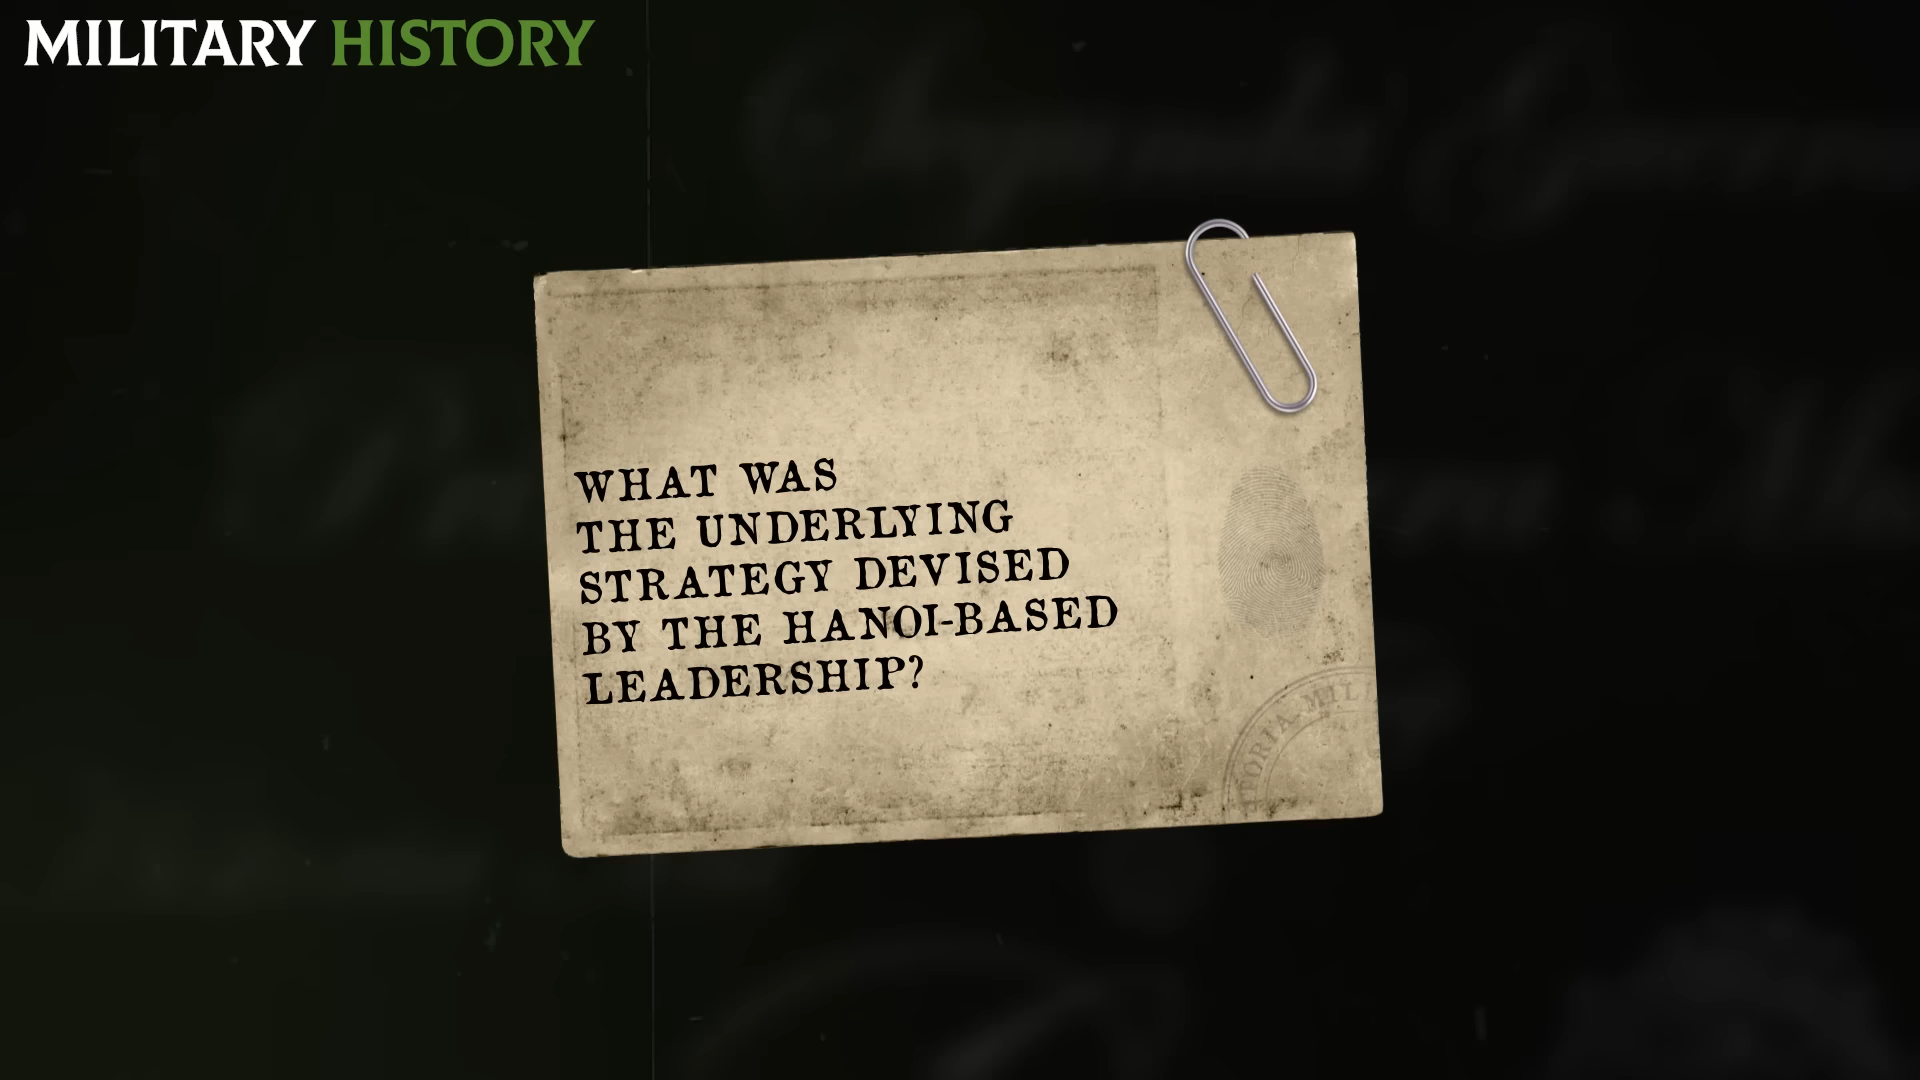 MILITARY HISTORY
WHAT WAS
THE UNDERLYING
STRATEGY DEVISED
BY THE HANOI-BASED
LEADERSHIP?